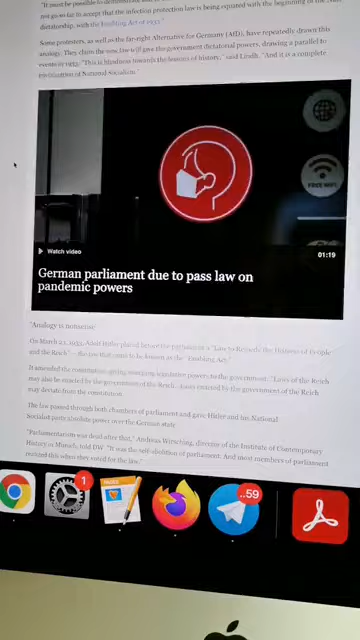 "It must be possible to
not go so far to accept that the infection protection law is being equated with the beginning of the
dictatorship, with the Enabling Act of 1933."
Some protesters, as well as the far-right Alternative for Germany (AfD), have repeatedly drawn this
analogy. They claim the new law will give the government dictatorial powers, drawing a parallel to
events in 1933. "This is blindness towards the lessons of history," said Lindh. "And it is a complete
trivialization of National Socialism."
FREE WIFI
Watch video
01:19
German parliament due to pass law on
pandemic powers
'Analogy is nonsense'
On March 23, 1933, Adolf Hitler passed before the parliament a "Law to Remedy the Distress of People
and the Reich" — the law that came to be known as the "Enabling Act."
It amended the constitution, giving sweeping legislative powers to the government. "Laws of the Reich
may also be enacted by the government of the Reich... Laws enacted by the government of the Reich
may deviate from the constitution.
The law passed through both chambers of parliament and gave Hitler and his National
Socialist party absolute power over the German state.
"Parliamentarism was dead after that," Andreas Wirsching, director of the Institute of Contemporary
History in Munich, told DW. "It was the self-abolition of parliament. And most members of parliament
realized this when they voted for the law."
1
PAGES
..59